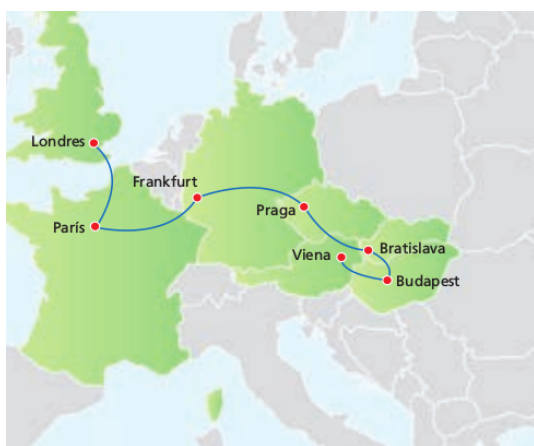 Londres
Frankfurt
Praga
París
Bratislava
Viena
Budapest